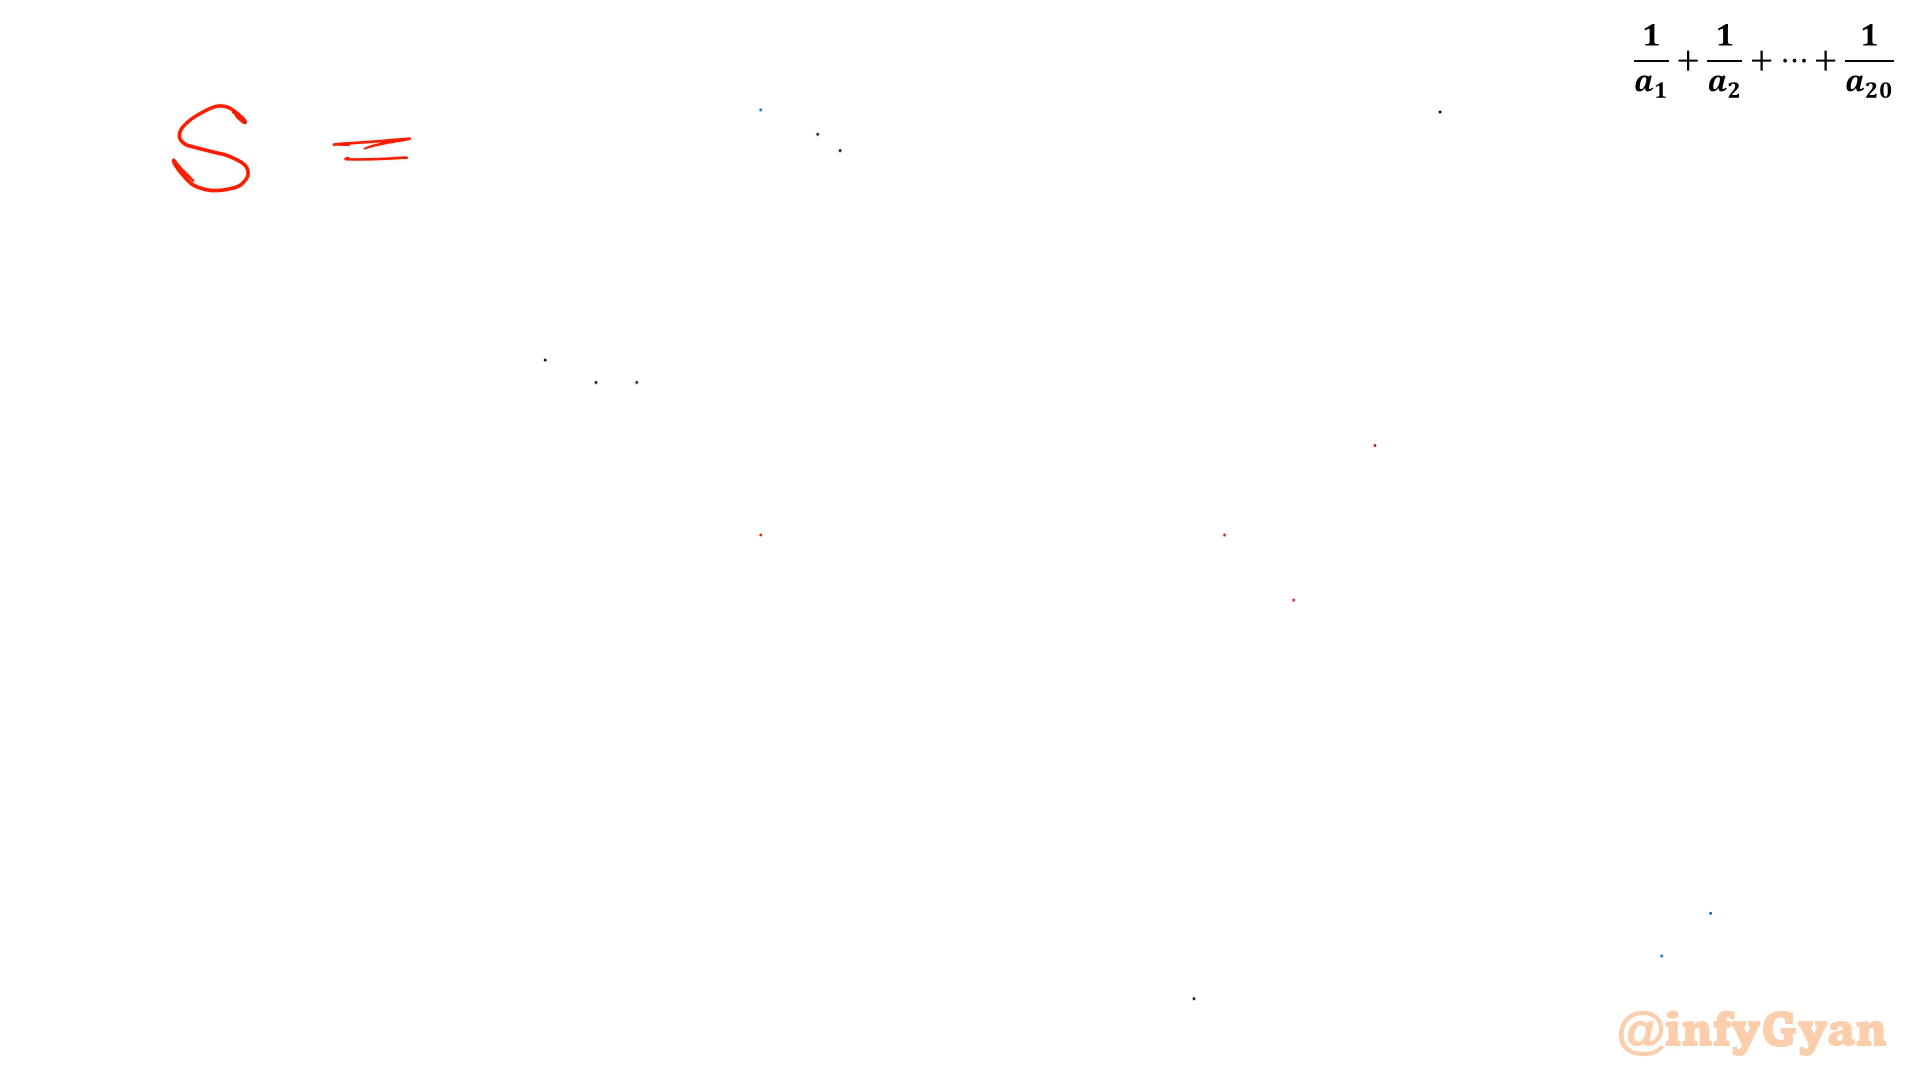 1/a₁ + 1/a₂ + ⋯ + 1/a₂₀
S =
@infyGyan